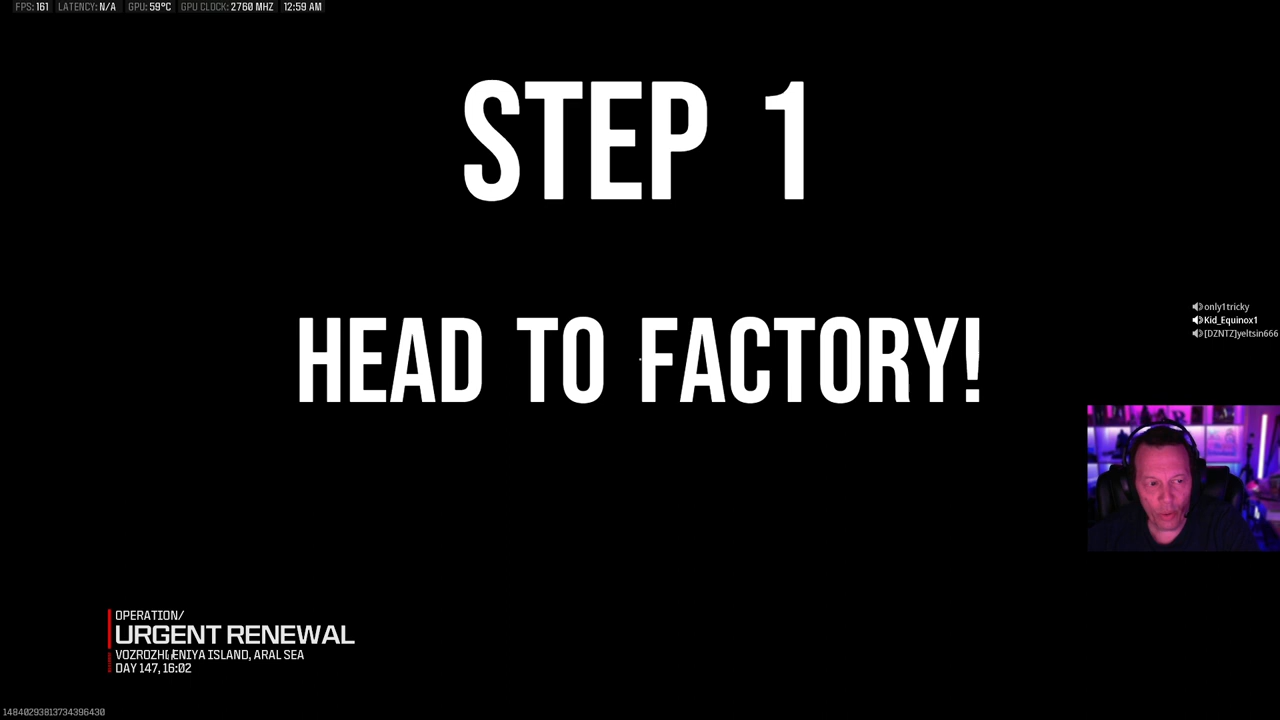 FPS: 161 LATENCY: N/A GPU: 59°C GPU CLOCK: 2760 MHZ 12:59 AM
STEP 1
HEAD TO FACTORY!
only1tricky
Kid_Equinox1
[DZNTZ]yeltsin666
OPERATION/
URGENT RENEWAL
VOZROZHDENIYA ISLAND, ARAL SEA
DAY 147, 16:02
14840293813734396430